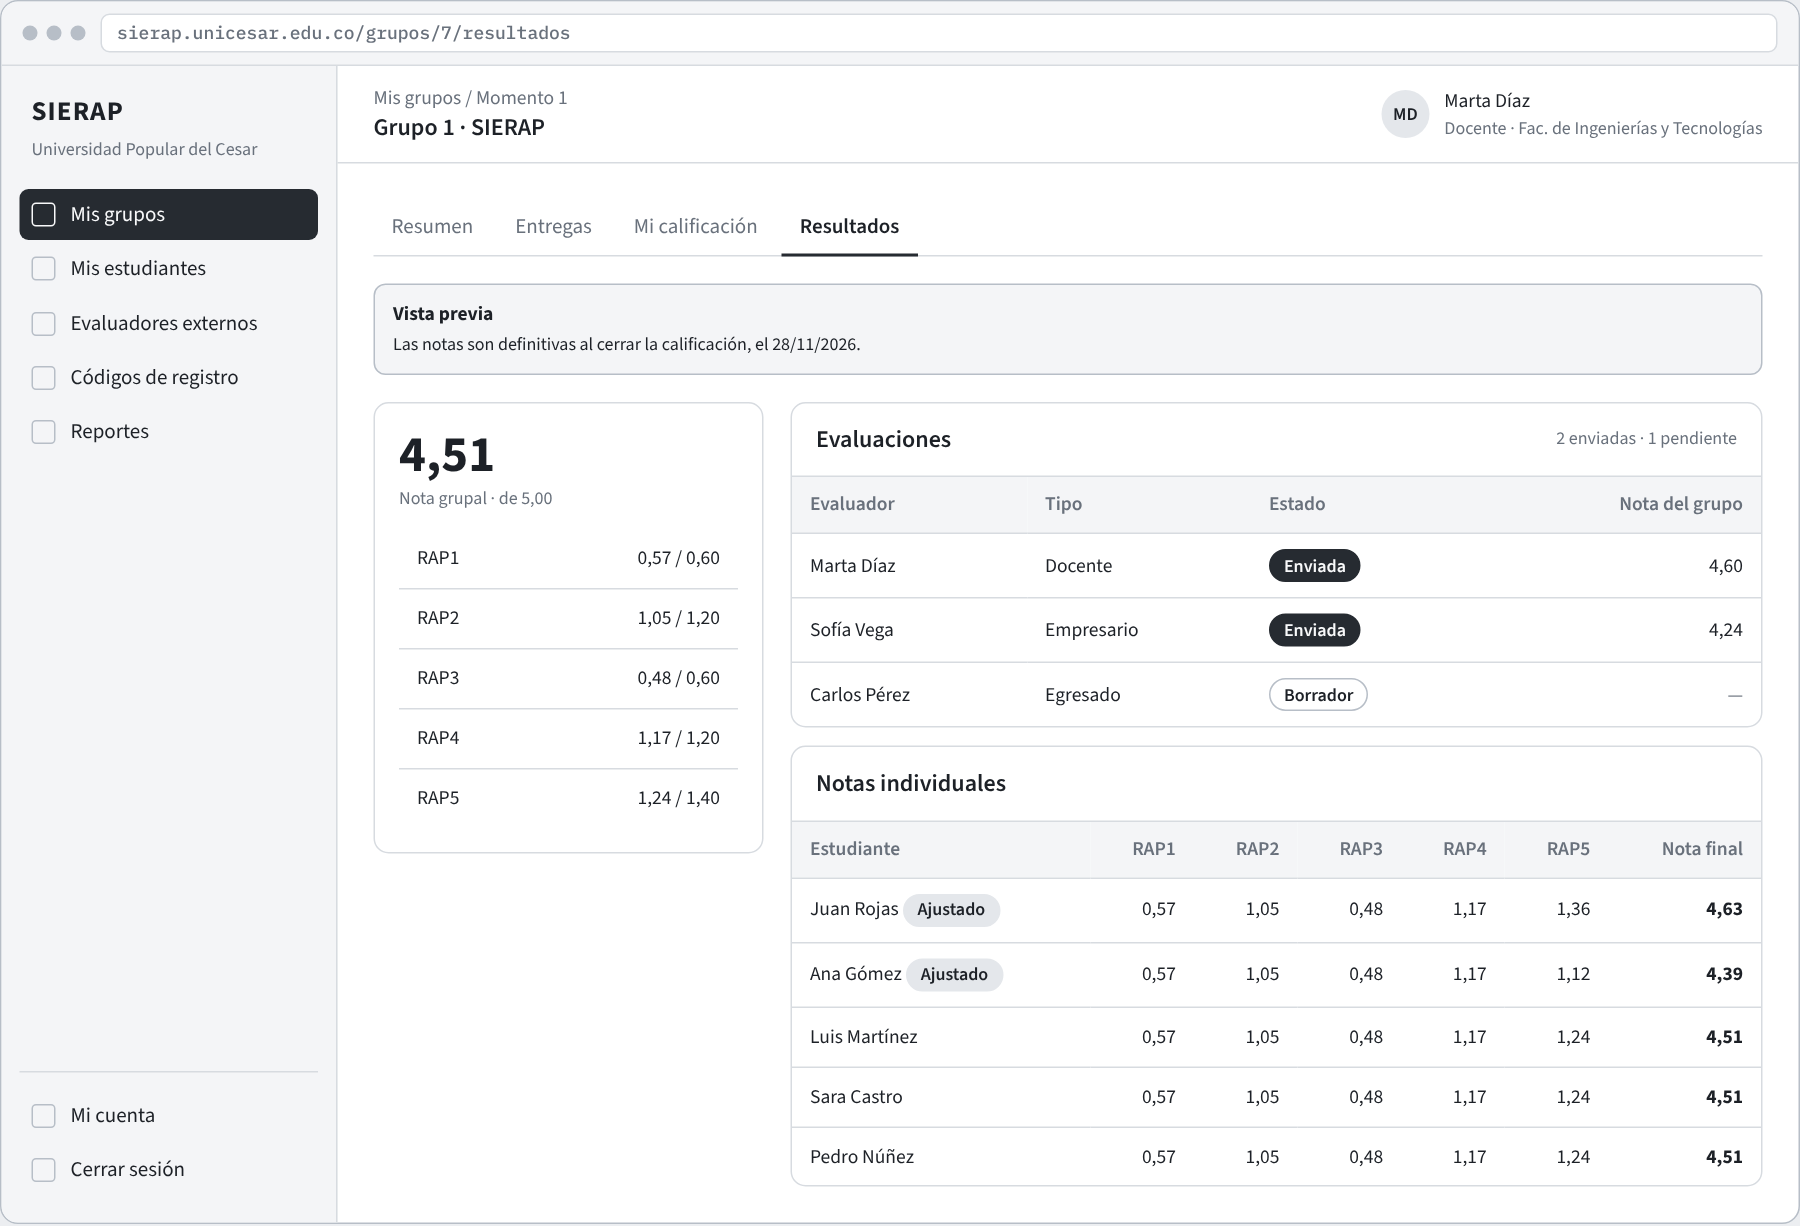 sierap.unicesar.edu.co/grupos/7/resultados
SIERAP
Universidad Popular del Cesar
Mis grupos
Mis estudiantes
Evaluadores externos
Códigos de registro
Reportes
Mi cuenta
Cerrar sesión
Mis grupos / Momento 1
Grupo 1 · SIERAP
MD
Marta Díaz
Docente · Fac. de Ingenierías y Tecnologías
Resumen Entregas Mi calificación Resultados
Vista previa
Las notas son definitivas al cerrar la calificación, el 28/11/2026.
4,51
Nota grupal · de 5,00
RAP1 0,57 / 0,60
RAP2 1,05 / 1,20
RAP3 0,48 / 0,60
RAP4 1,17 / 1,20
RAP5 1,24 / 1,40
Evaluaciones 2 enviadas · 1 pendiente
Evaluador Tipo Estado Nota del grupo
Marta Díaz Docente Enviada 4,60
Sofía Vega Empresario Enviada 4,24
Carlos Pérez Egresado Borrador —
Notas individuales
Estudiante RAP1 RAP2 RAP3 RAP4 RAP5 Nota final
Juan Rojas Ajustado 0,57 1,05 0,48 1,17 1,36 4,63
Ana Gómez Ajustado 0,57 1,05 0,48 1,17 1,12 4,39
Luis Martínez 0,57 1,05 0,48 1,17 1,24 4,51
Sara Castro 0,57 1,05 0,48 1,17 1,24 4,51
Pedro Núñez 0,57 1,05 0,48 1,17 1,24 4,51